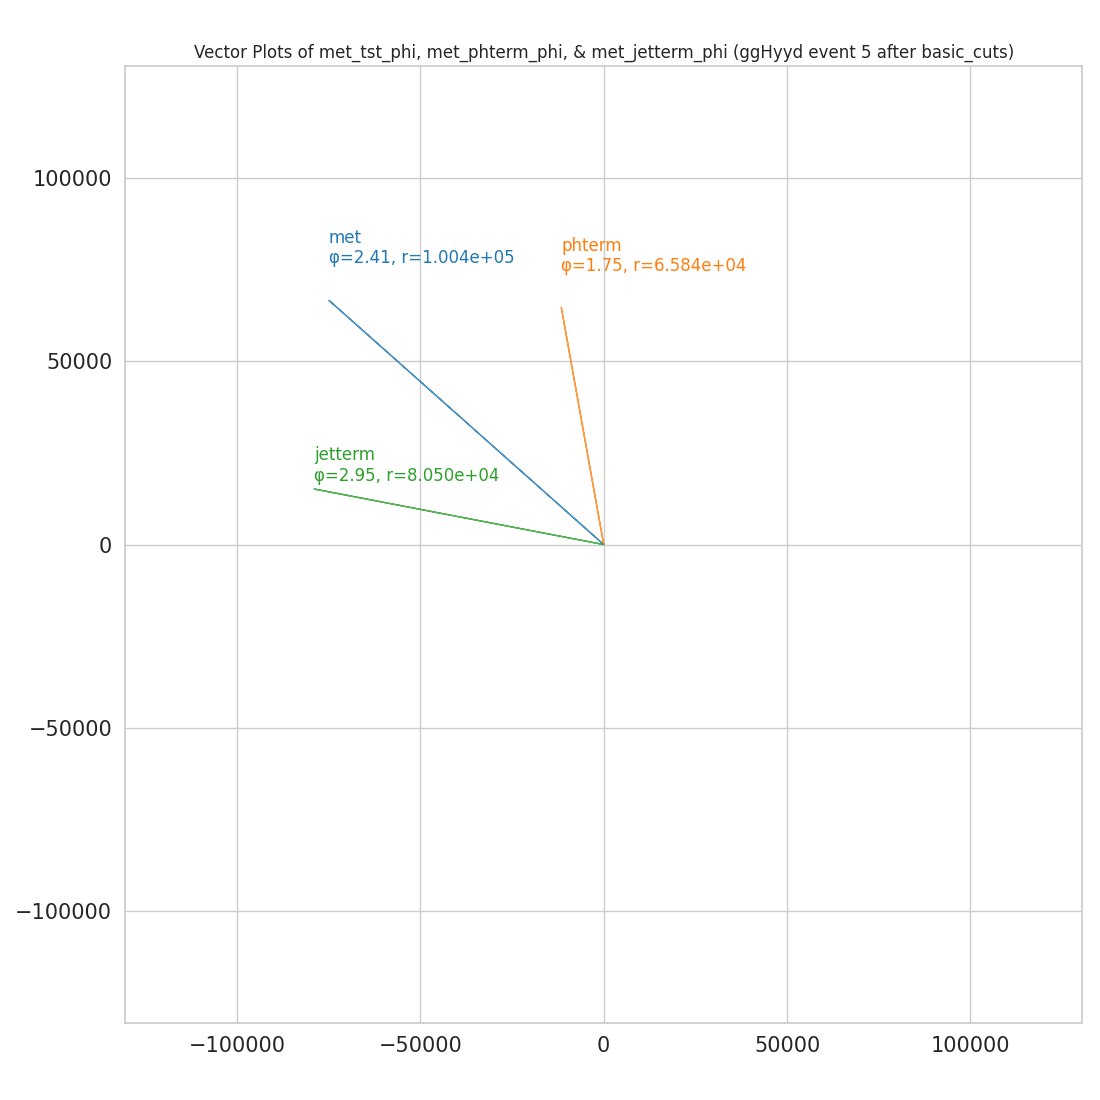 Vector Plots of met_tst_phi, met_phterm_phi, & met_jetterm_phi (ggHyyd event 5 after basic_cuts)
100000
50000
0
−50000
−100000
met
φ=2.41, r=1.004e+05
phterm
φ=1.75, r=6.584e+04
jetterm
φ=2.95, r=8.050e+04
−100000 −50000 0 50000 100000